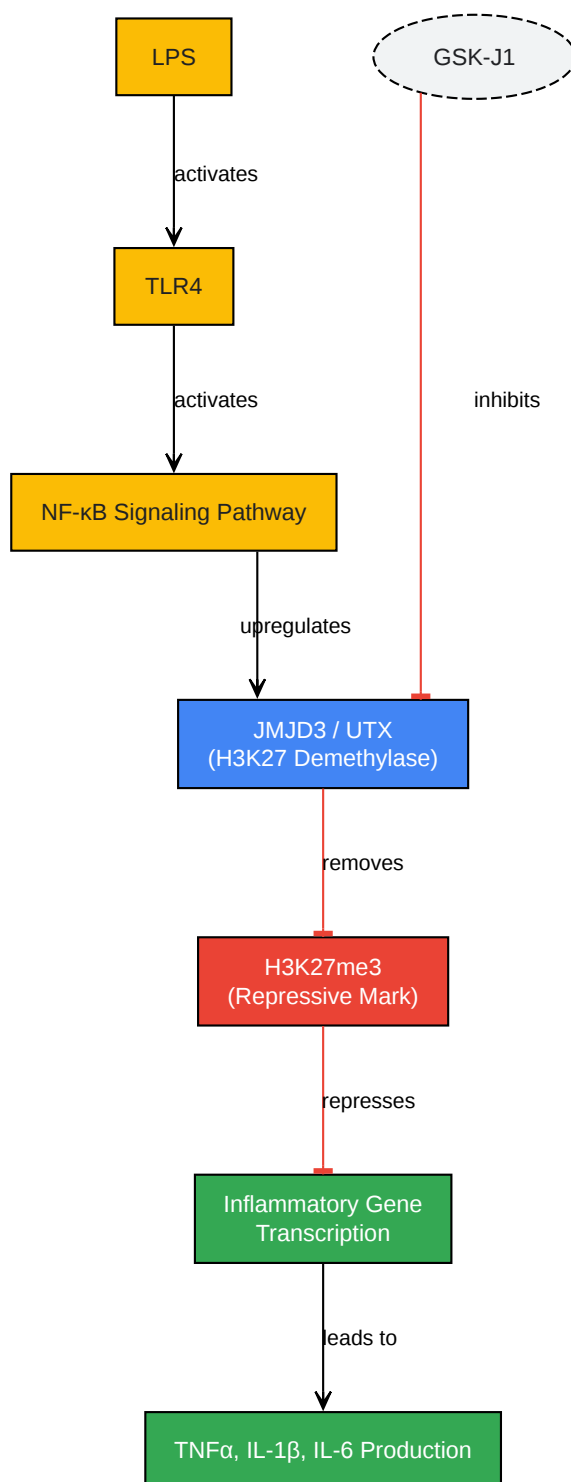 LPS
GSK-J1
activates
TLR4
activates
inhibits
NF-κB Signaling Pathway
upregulates
JMJD3 / UTX
(H3K27 Demethylase)
removes
H3K27me3
(Repressive Mark)
represses
Inflammatory Gene
Transcription
leads to
TNFα, IL-1β, IL-6 Production